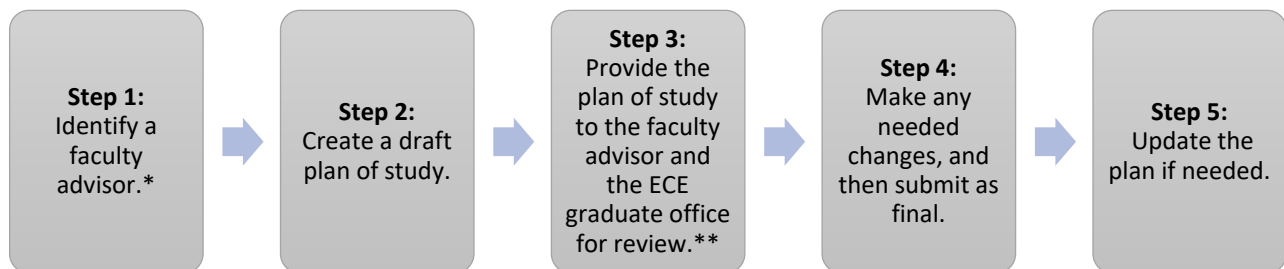 Step 1:
Identify a
faculty
advisor.*
Step 2:
Create a draft
plan of study.
Step 3:
Provide the
plan of study
to the faculty
advisor and
the ECE
graduate office
for review.**
Step 4:
Make any
needed
changes, and
then submit as
final.
Step 5:
Update the
plan if needed.